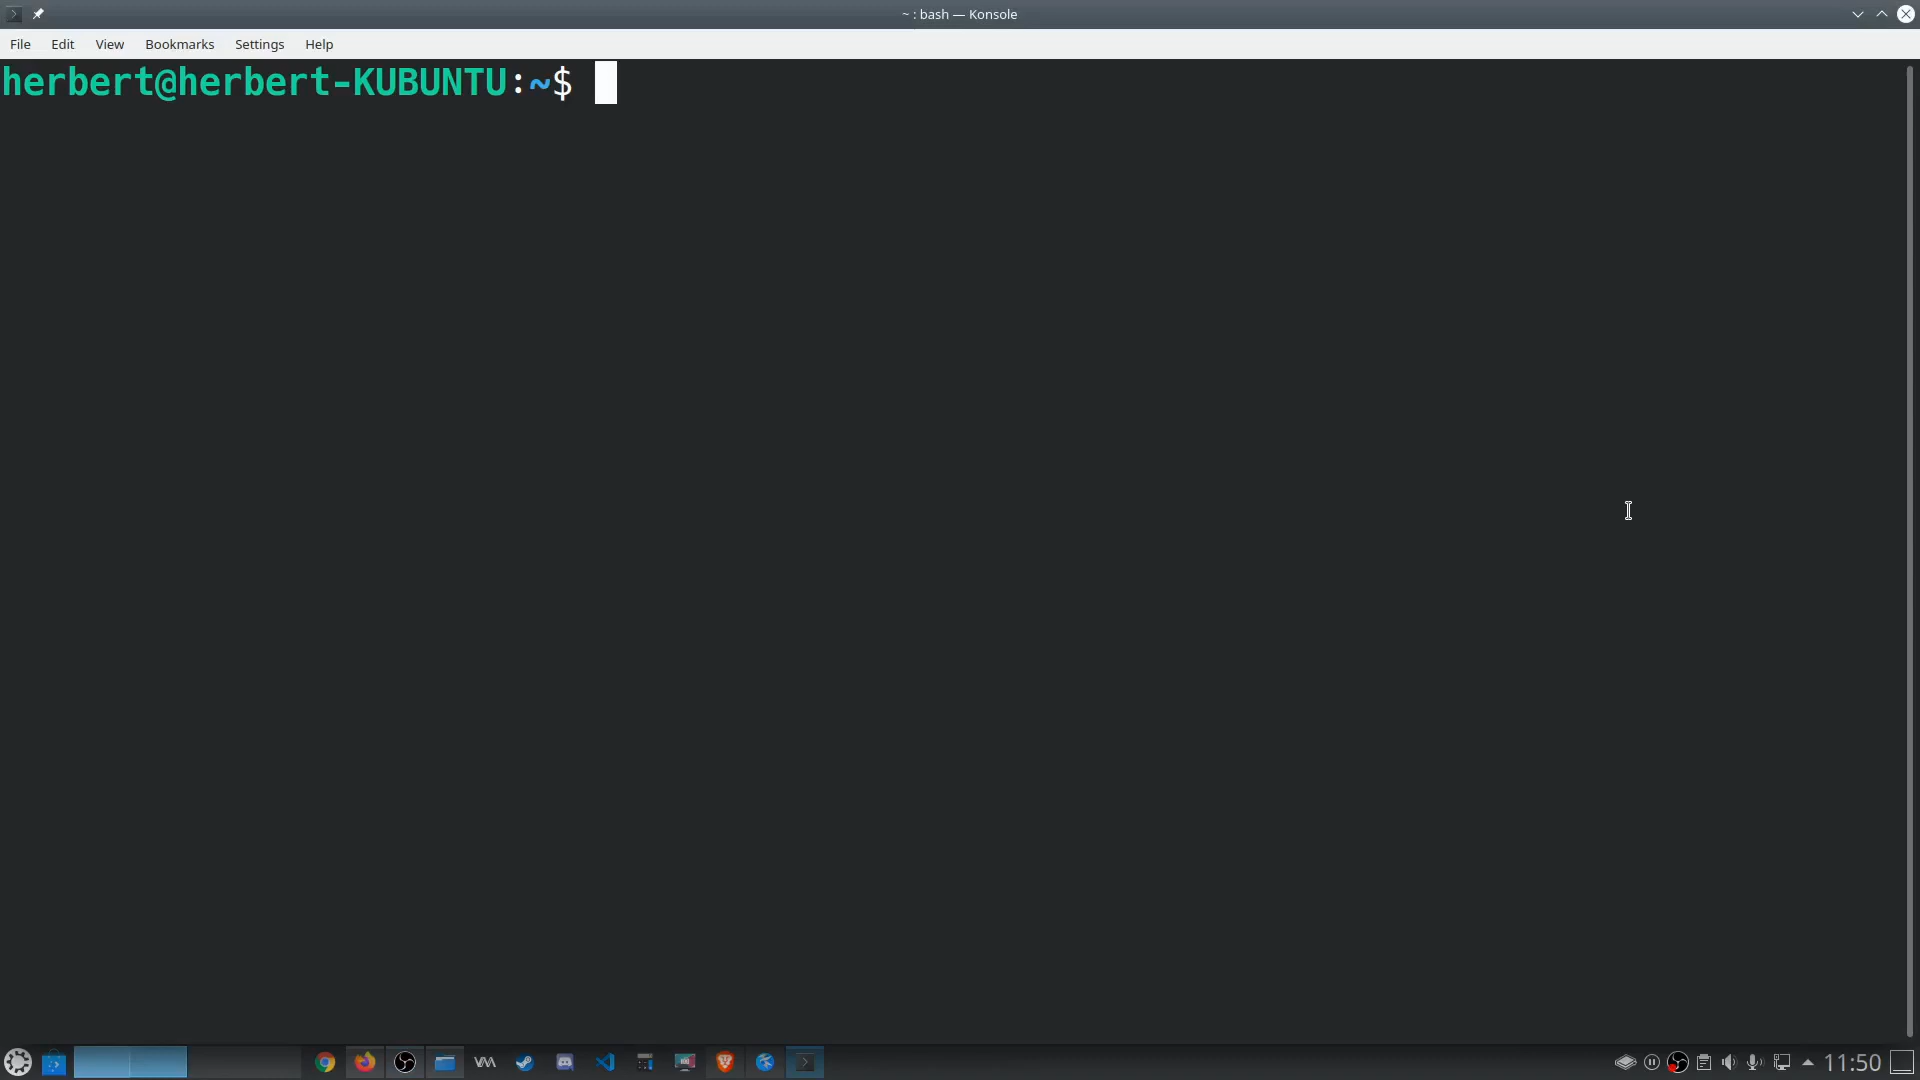 ~ : bash — Konsole
File Edit View Bookmarks Settings Help
herbert@herbert-KUBUNTU:~$
11:50